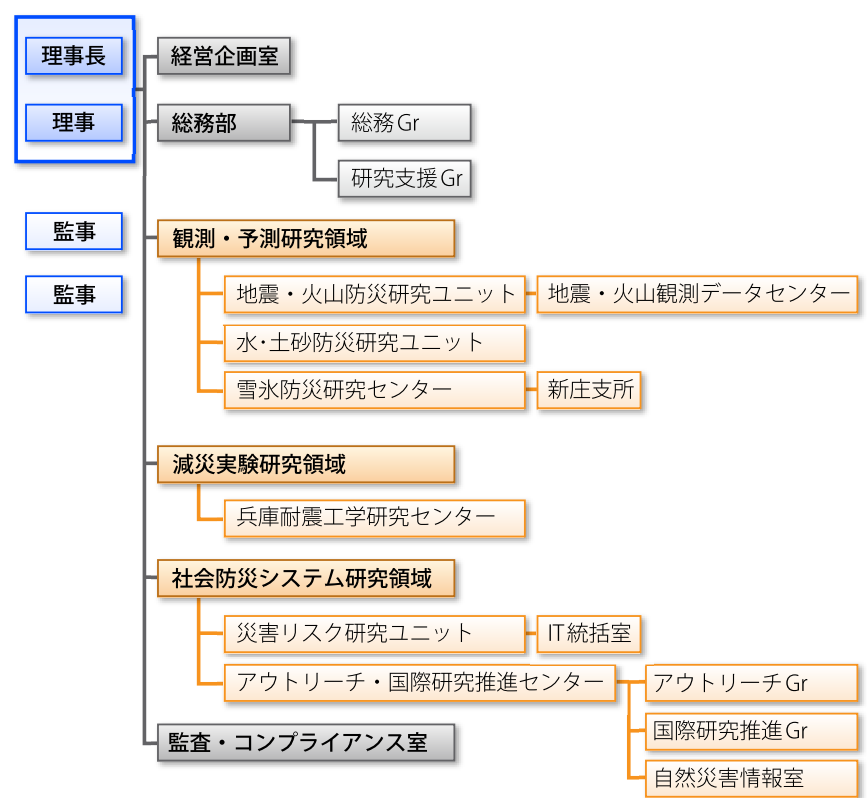 理事長
理事
監事
監事
経営企画室
総務部
総務Gr
研究支援Gr
観測・予測研究領域
地震・火山防災研究ユニット
地震・火山観測データセンター
水･土砂防災研究ユニット
雪氷防災研究センター
新庄支所
減災実験研究領域
兵庫耐震工学研究センター
社会防災システム研究領域
災害リスク研究ユニット
IT統括室
アウトリーチ・国際研究推進センター
アウトリーチGr
国際研究推進Gr
自然災害情報室
監査・コンプライアンス室